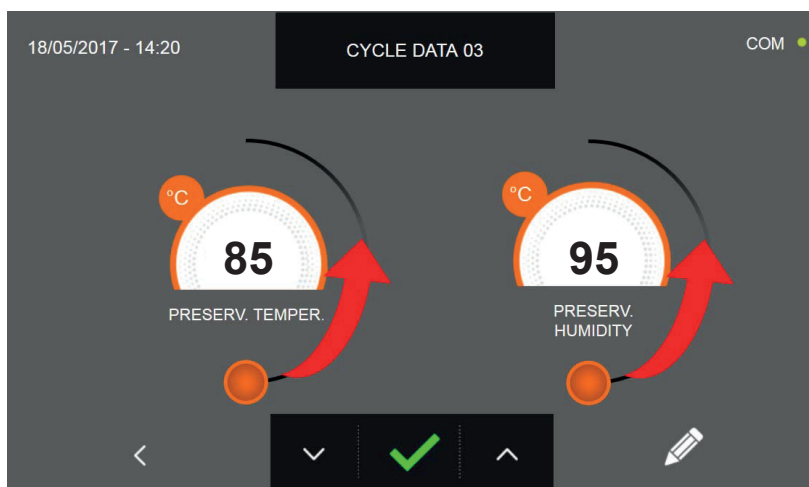 18/05/2017 - 14:20
CYCLE DATA 03
COM
°C
85
PRESERV. TEMPER.
°C
95
PRESERV.
HUMIDITY